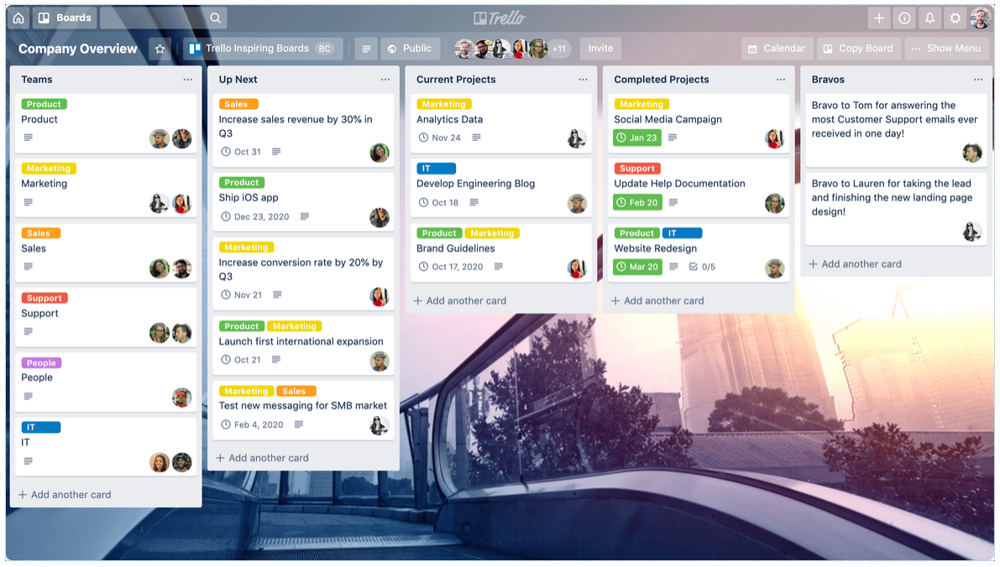 Boards
Trello
Company Overview
Trello Inspiring Boards BC
Public
+11
Invite
Calendar
Copy Board
Show Menu
Teams
Product
Product
Marketing
Marketing
Sales
Sales
Support
Support
People
People
IT
IT
+ Add another card
Up Next
Sales
Increase sales revenue by 30% in
Q3
Oct 31
Product
Ship iOS app
Dec 23, 2020
Marketing
Increase conversion rate by 20% by
Q3
Nov 21
Product Marketing
Launch first international expansion
Oct 21
Marketing Sales
Test new messaging for SMB market
Feb 4, 2020
+ Add another card
Current Projects
Marketing
Analytics Data
Nov 24
IT
Develop Engineering Blog
Oct 18
Product Marketing
Brand Guidelines
Oct 17, 2020
+ Add another card
Completed Projects
Marketing
Social Media Campaign
Jan 23
Support
Update Help Documentation
Feb 20
Product IT
Website Redesign
Mar 20 0/5
+ Add another card
Bravos
Bravo to Tom for answering the
most Customer Support emails ever
received in one day!
Bravo to Lauren for taking the lead
and finishing the new landing page
design!
+ Add another card